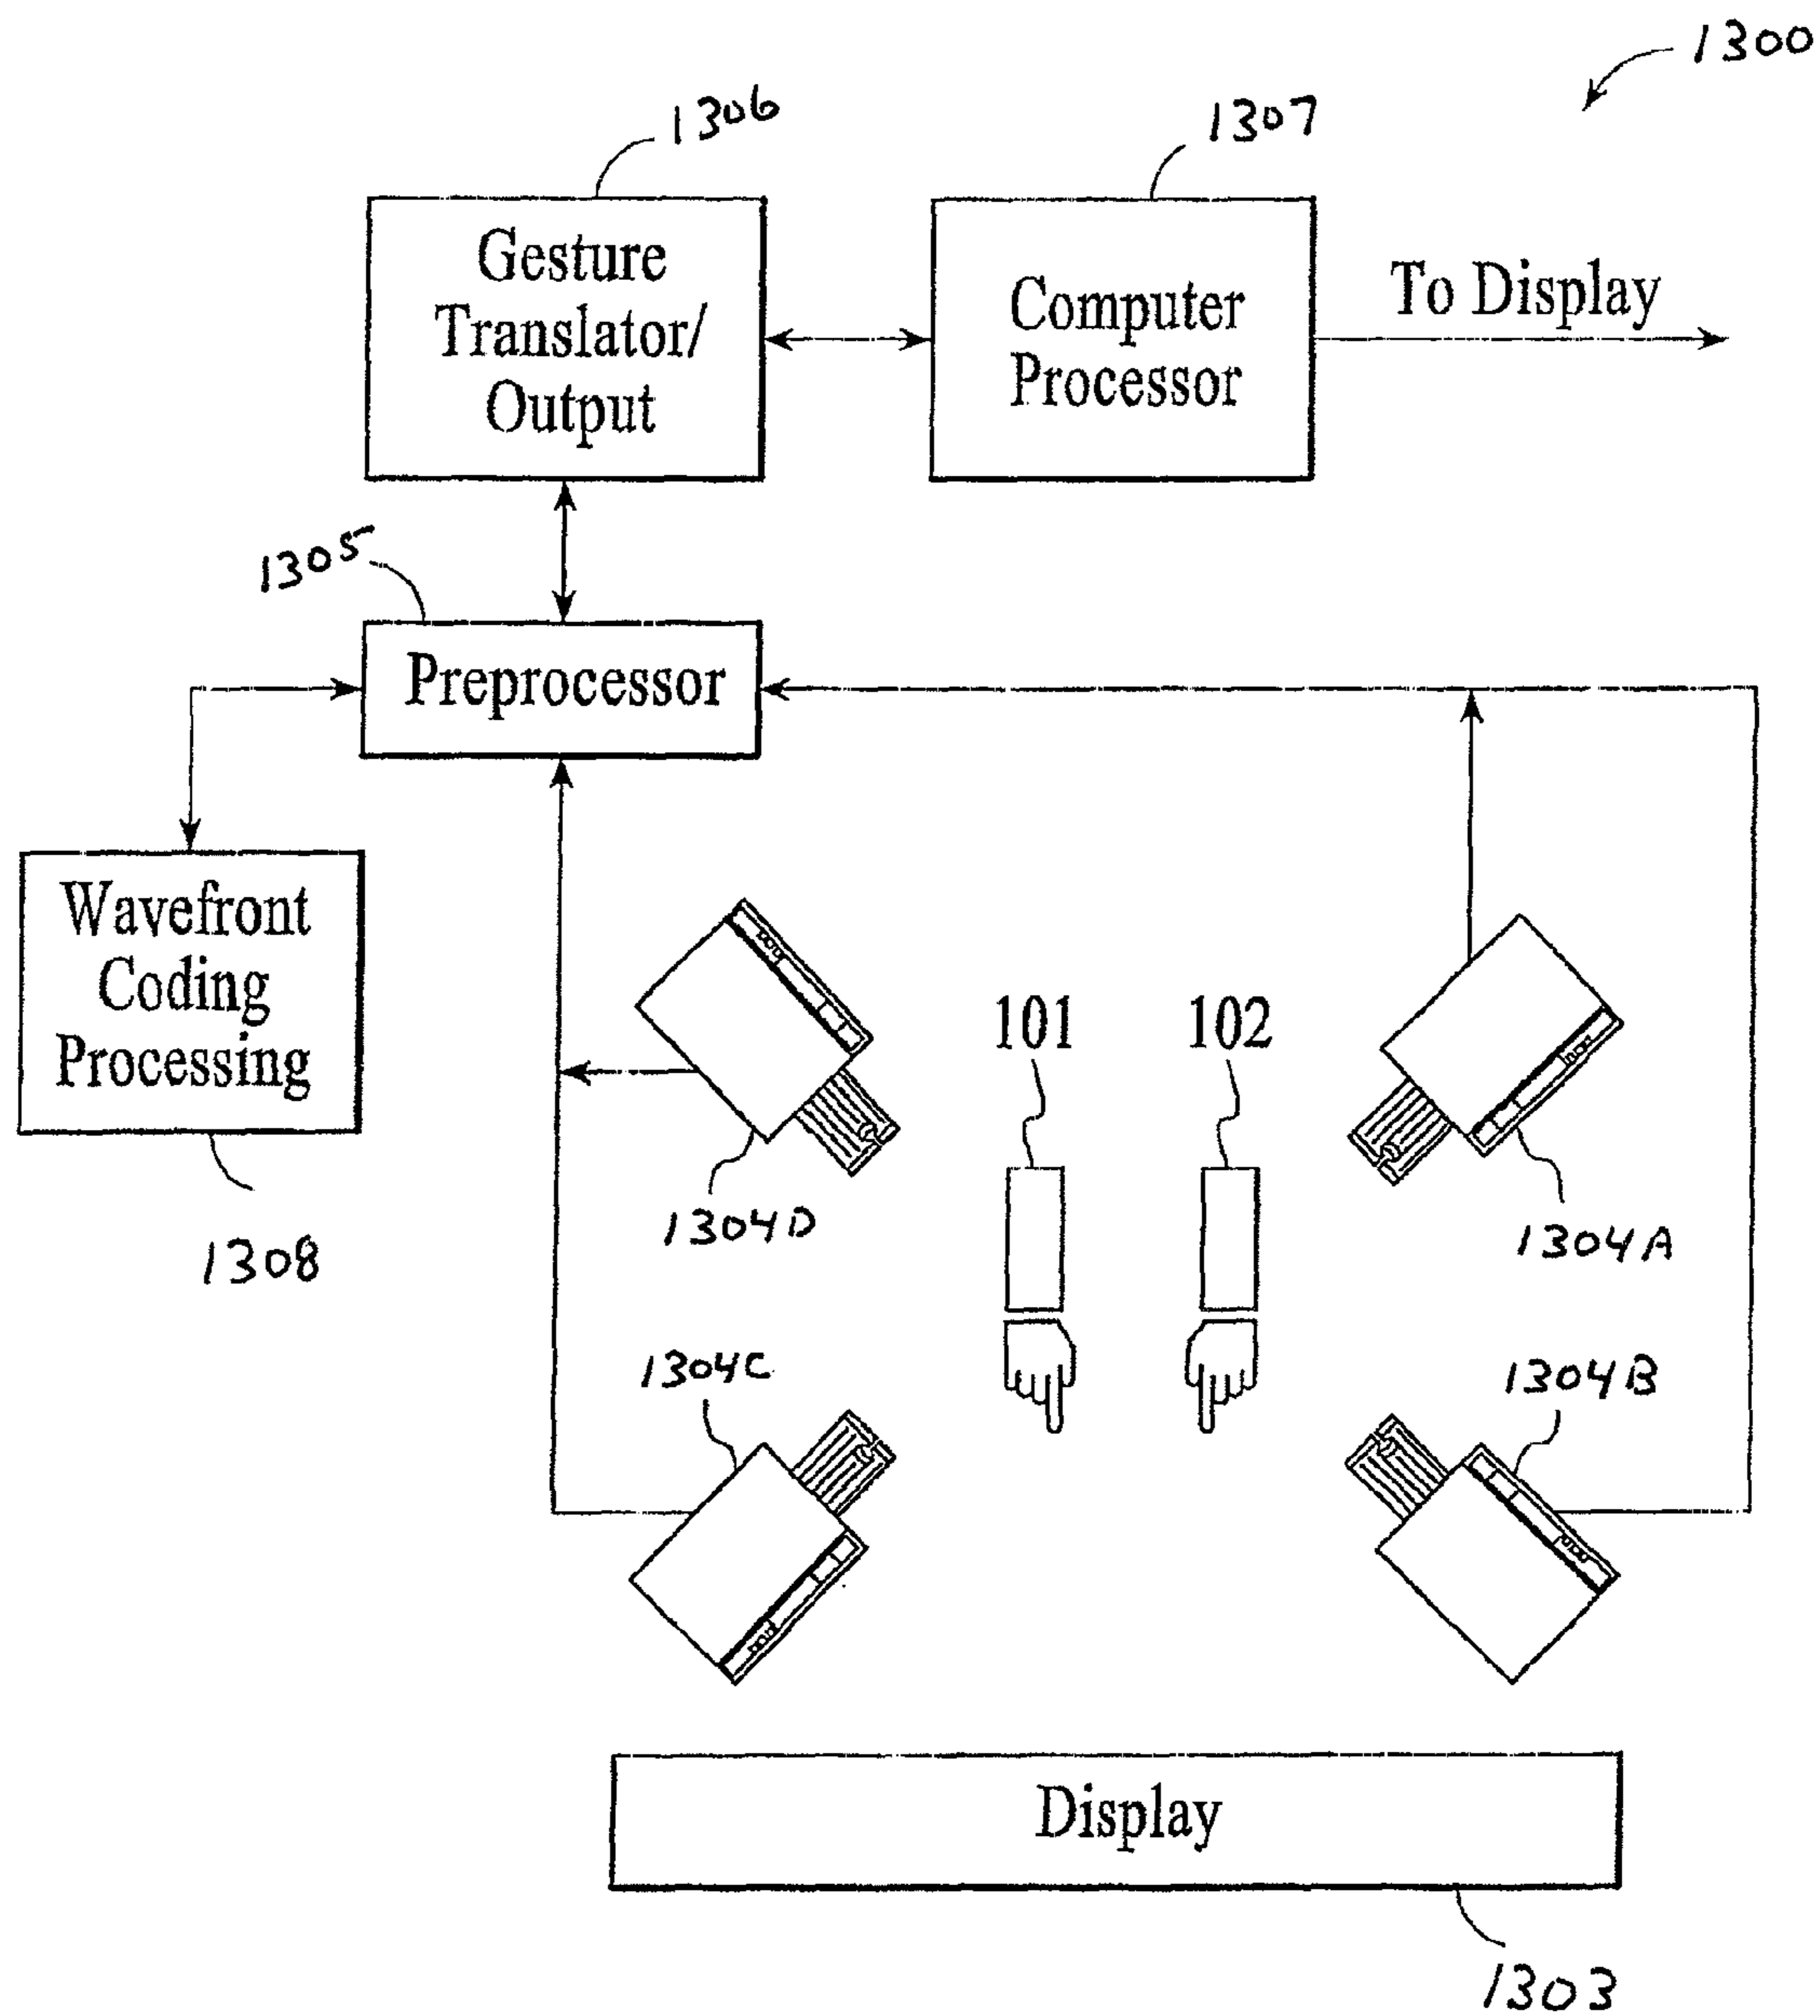 1300
1306
1307
Gesture
Translator/
Output
Computer
Processor
To Display
1305
Preprocessor
Wavefront
Coding
Processing
1308
101
102
1304D
1304A
1304C
1304B
Display
1303